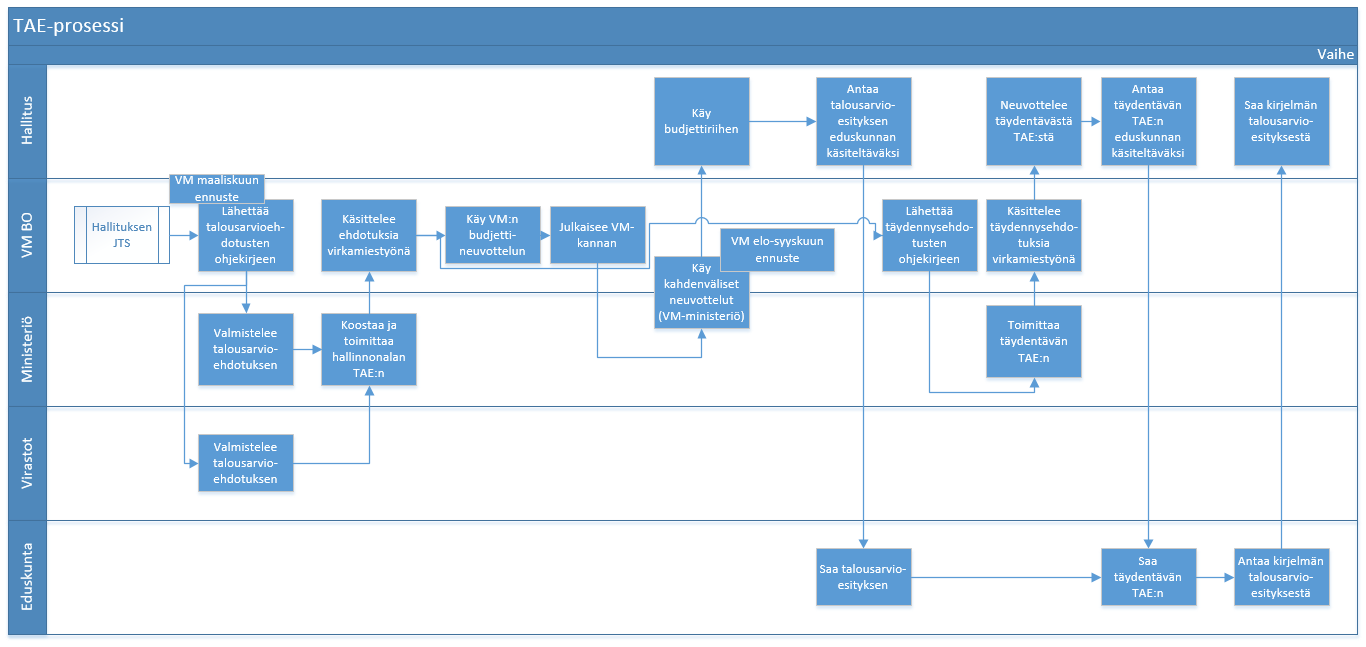 TAE-prosessi
Vaihe
Hallitus
Käy
budjettiriihen
Antaa
talousarvio-
esityksen
eduskunnan
käsiteltäväksi
Neuvottelee
täydentävästä
TAE:stä
Antaa
täydentävän
TAE:n
eduskunnan
käsiteltäväksi
Saa kirjelmän
talousarvio-
esityksestä
VM BO
VM maaliskuun
ennuste
Hallituksen
JTS
Lähettää
talousarvioeh-
dotusten
ohjekirjeen
Käsittelee
ehdotuksia
virkamiestyönä
Käy VM:n
budjetti-
neuvottelun
Julkaisee VM-
kannan
VM elo-syyskuun
ennuste
Käy
kahdenväliset
neuvottelut
(VM-ministeriö)
Lähettää
täydennysehdo-
tusten
ohjekirjeen
Käsittelee
täydennysehdo-
tuksia
virkamiestyönä
Ministeriö
Valmistelee
talousarvio-
ehdotuksen
Koostaa ja
toimittaa
hallinnonalan
TAE:n
Toimittaa
täydentävän
TAE:n
Virastot
Valmistelee
talousarvio-
ehdotuksen
Eduskunta
Saa talousarvio-
esityksen
Saa
täydentävän
TAE:n
Antaa kirjelmän
talousarvio-
esityksestä